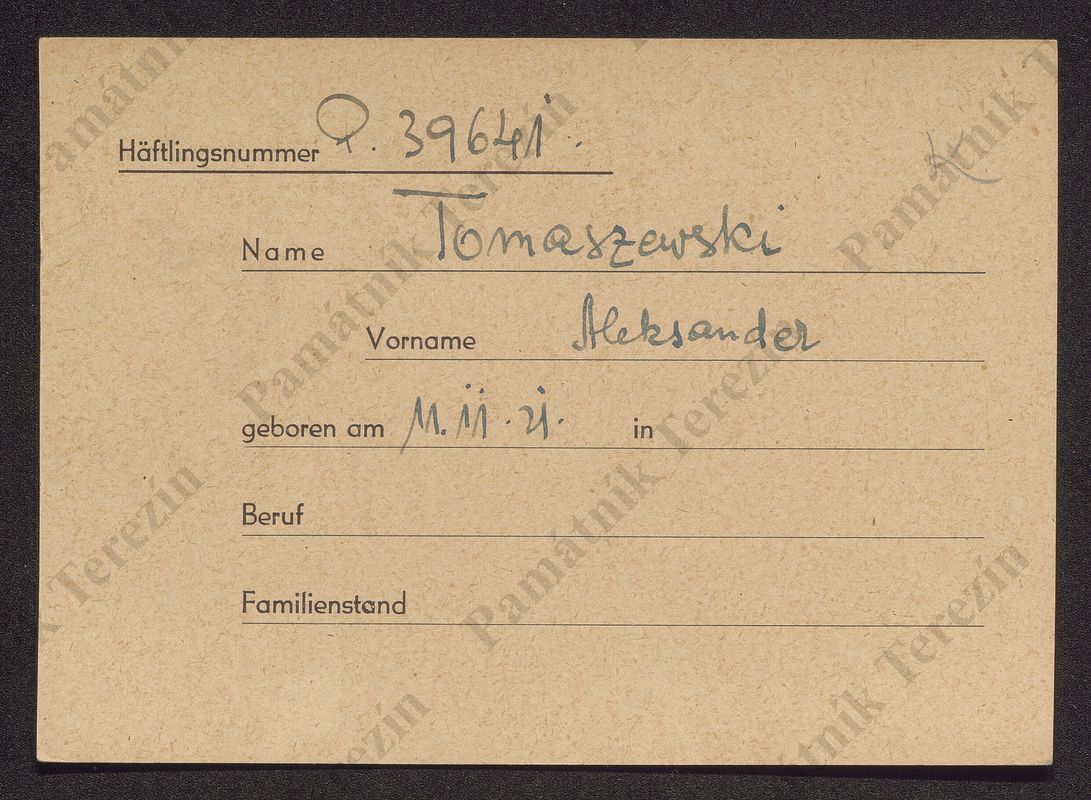 Häftlingsnummer P. 39641.
K
Name Tomaszewski
Vorname Aleksander
geboren am 11. II. 21. in
Beruf
Familienstand
Památník Terezín